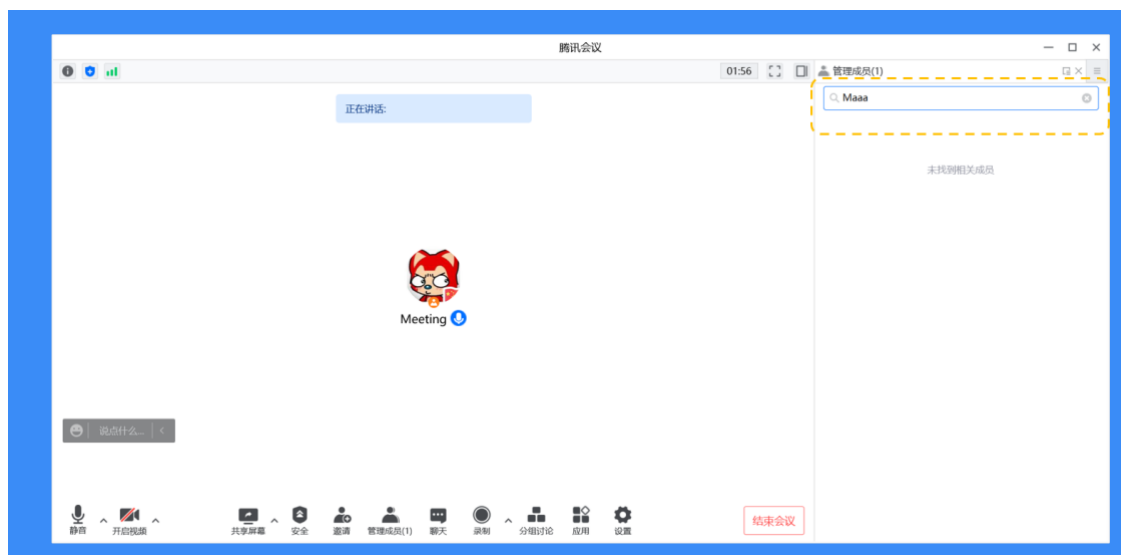 腾讯会议
01:56
管理成员(1)
Maaa
正在讲话:
未找到相关成员
Meeting
说点什么...
静音
开启视频
共享屏幕
安全
邀请
管理成员(1)
聊天
录制
分组讨论
应用
设置
结束会议